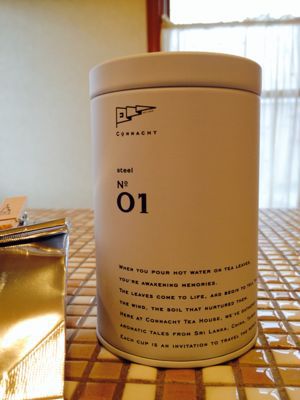 CONNACHT
steel
Nº
01
WHEN YOU POUR HOT WATER ON TEA LEAVES,
YOU'RE AWAKENING MEMORIES.
THE LEAVES COME TO LIFE, AND BEGIN TO
THE WIND, THE SOIL THAT NURTURED THEM.
HERE AT CONNACHT TEA HOUSE, WE'VE
AROMATIC TALES FROM SRI LANKA, CHINA,
EACH CUP IS AN INVITATION TO TRAVEL